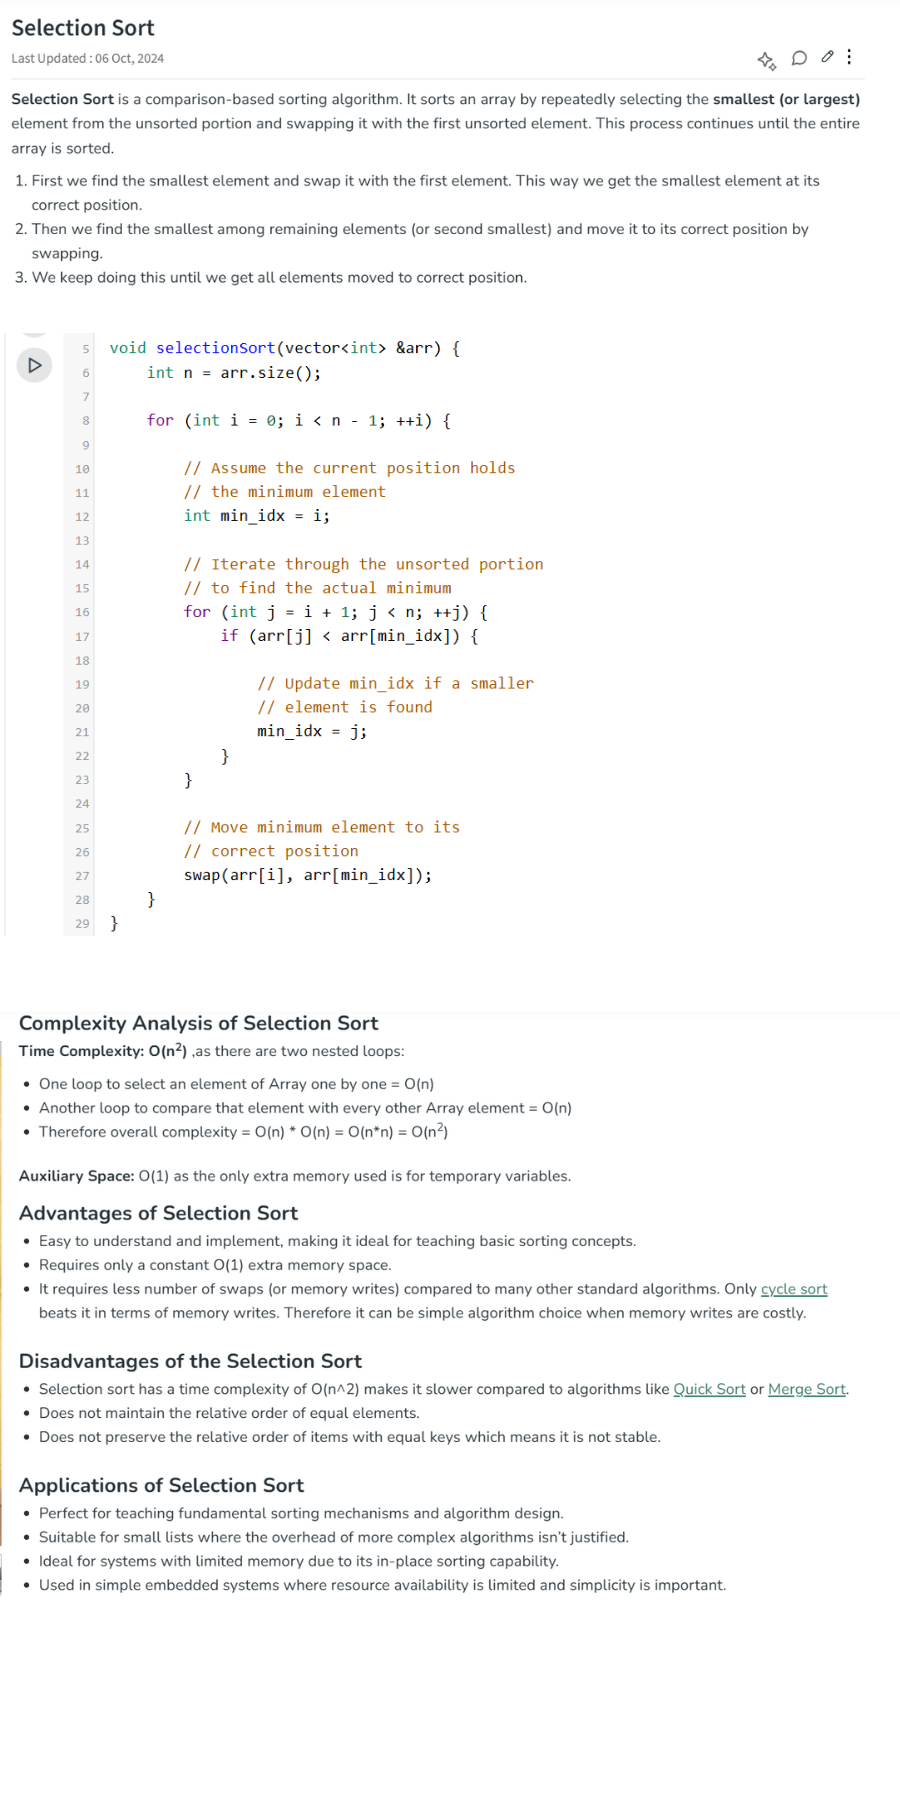 Selection Sort
Last Updated : 06 Oct, 2024
Selection Sort is a comparison-based sorting algorithm. It sorts an array by repeatedly selecting the smallest (or largest)
element from the unsorted portion and swapping it with the first unsorted element. This process continues until the entire
array is sorted.
1. First we find the smallest element and swap it with the first element. This way we get the smallest element at its
correct position.
2. Then we find the smallest among remaining elements (or second smallest) and move it to its correct position by
swapping.
3. We keep doing this until we get all elements moved to correct position.
5 void selectionSort(vector<int> &arr) {
6     int n = arr.size();
7
8     for (int i = 0; i < n - 1; ++i) {
9
10         // Assume the current position holds
11         // the minimum element
12         int min_idx = i;
13
14         // Iterate through the unsorted portion
15         // to find the actual minimum
16         for (int j = i + 1; j < n; ++j) {
17             if (arr[j] < arr[min_idx]) {
18
19                 // Update min_idx if a smaller
20                 // element is found
21                 min_idx = j;
22             }
23         }
24
25         // Move minimum element to its
26         // correct position
27         swap(arr[i], arr[min_idx]);
28     }
29 }
Complexity Analysis of Selection Sort
Time Complexity: O(n²) ,as there are two nested loops:
• One loop to select an element of Array one by one = O(n)
• Another loop to compare that element with every other Array element = O(n)
• Therefore overall complexity = O(n) * O(n) = O(n*n) = O(n²)
Auxiliary Space: O(1) as the only extra memory used is for temporary variables.
Advantages of Selection Sort
• Easy to understand and implement, making it ideal for teaching basic sorting concepts.
• Requires only a constant O(1) extra memory space.
• It requires less number of swaps (or memory writes) compared to many other standard algorithms. Only cycle sort
beats it in terms of memory writes. Therefore it can be simple algorithm choice when memory writes are costly.
Disadvantages of the Selection Sort
• Selection sort has a time complexity of O(n^2) makes it slower compared to algorithms like Quick Sort or Merge Sort.
• Does not maintain the relative order of equal elements.
• Does not preserve the relative order of items with equal keys which means it is not stable.
Applications of Selection Sort
• Perfect for teaching fundamental sorting mechanisms and algorithm design.
• Suitable for small lists where the overhead of more complex algorithms isn't justified.
• Ideal for systems with limited memory due to its in-place sorting capability.
• Used in simple embedded systems where resource availability is limited and simplicity is important.